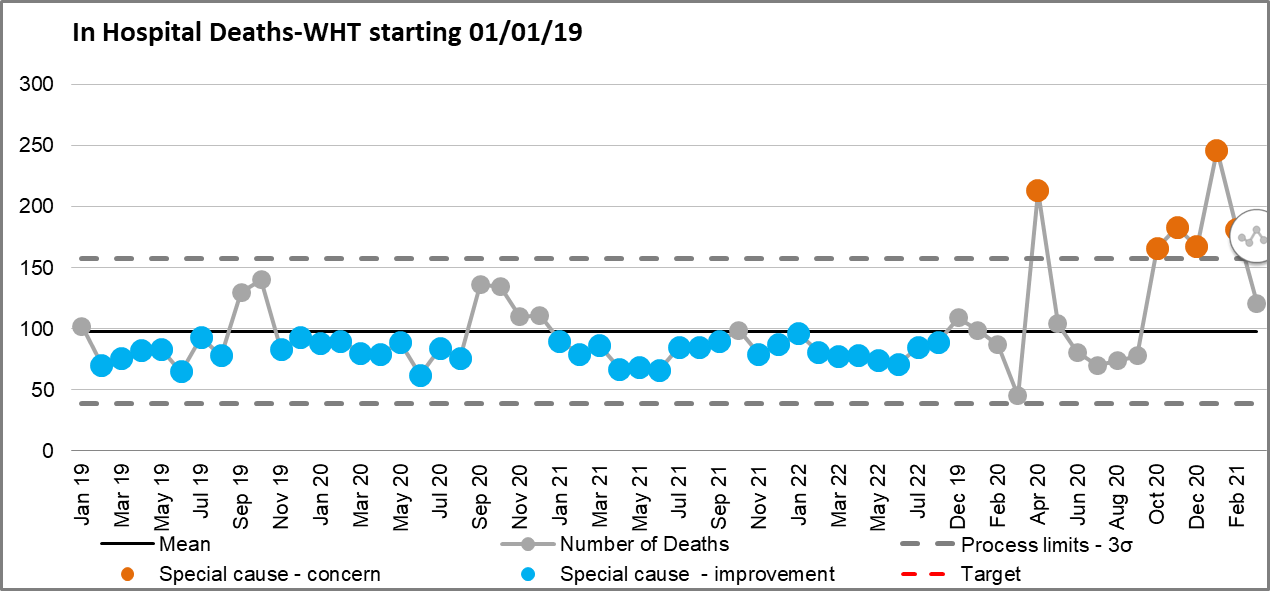 In Hospital Deaths-WHT starting 01/01/19
300
250
200
150
100
50
0
Jan 19
Mar 19
May 19
Jul 19
Sep 19
Nov 19
Jan 20
Mar 20
May 20
Jul 20
Sep 20
Nov 20
Jan 21
Mar 21
May 21
Jul 21
Sep 21
Nov 21
Jan 22
Mar 22
May 22
Jul 22
Dec 19
Feb 20
Apr 20
Jun 20
Aug 20
Oct 20
Dec 20
Feb 21
Mean
Number of Deaths
Process limits - 3σ
Special cause - concern
Special cause  - improvement
Target